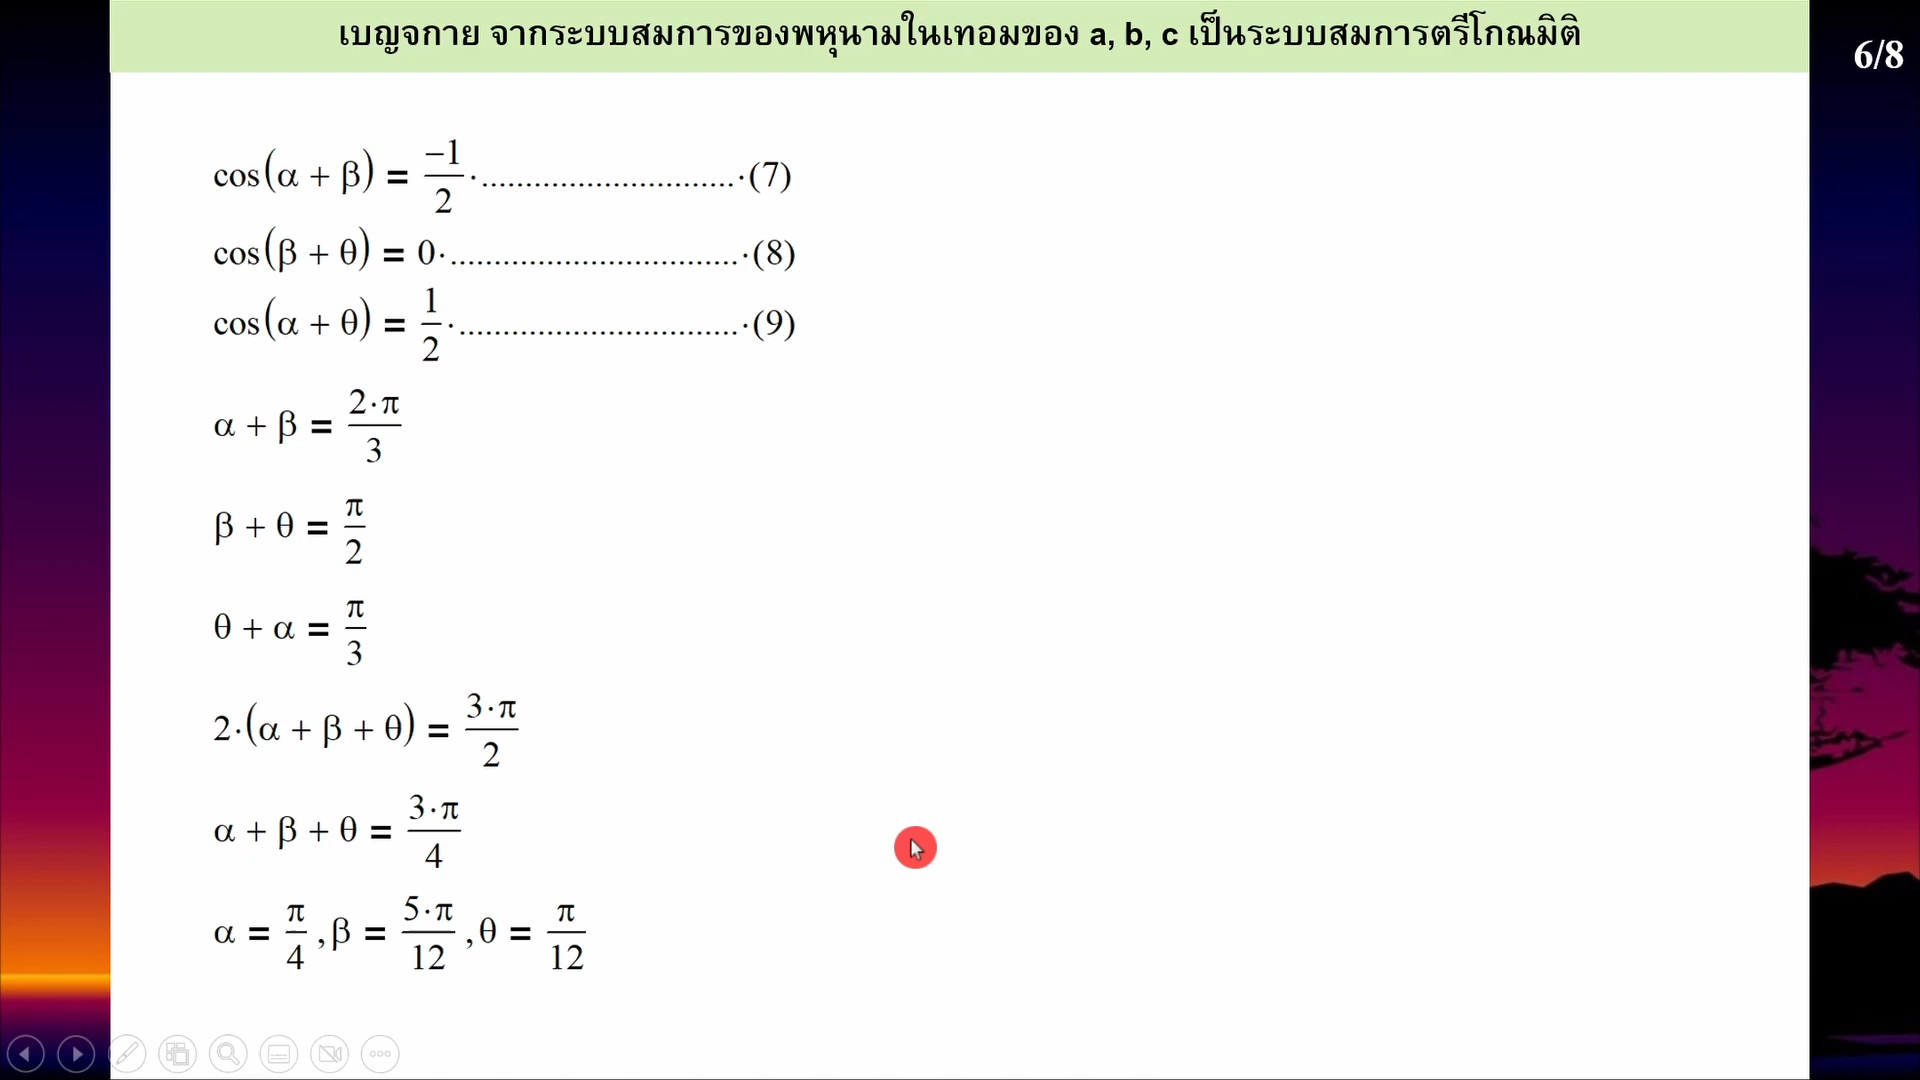 เบญจกาย จากระบบสมการของพหุนามในเทอมของ a, b, c เป็นระบบสมการตรีโกณมิติ
6/8
cos(α + β) = −1/2·.............................·(7)
cos(β + θ) = 0·.................................·(8)
cos(α + θ) = 1/2·................................·(9)
α + β = 2·π/3
β + θ = π/2
θ + α = π/3
2·(α + β + θ) = 3·π/2
α + β + θ = 3·π/4
α = π/4 ,β = 5·π/12 ,θ = π/12